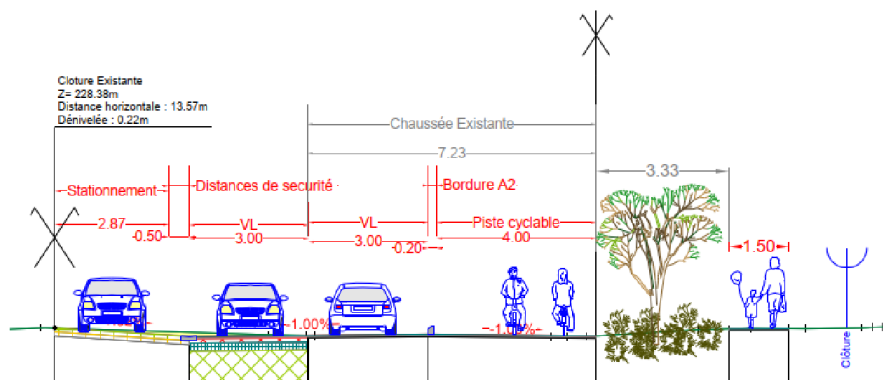 Cloture Existante
Z= 228.38m
Distance horizontale : 13.57m
Dénivelée : 0.22m
Chaussée Existante
7.23
3.33
Stationnement
Distances de securité
Bordure A2
2.87
-0.50
VL
3.00
VL
3.00
-0.20
Piste cyclable
4.00
1.50
-1.00%
Clôture